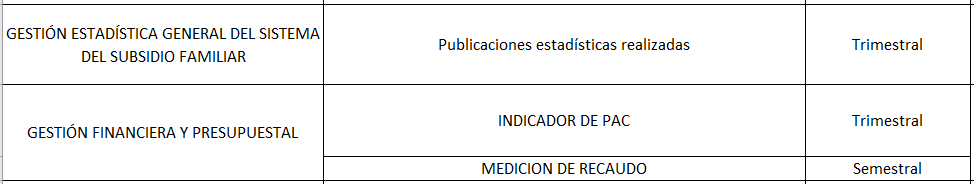 GESTIÓN ESTADÍSTICA GENERAL DEL SISTEMA
DEL SUBSIDIO FAMILIAR
Publicaciones estadísticas realizadas
Trimestral
GESTIÓN FINANCIERA Y PRESUPUESTAL
INDICADOR DE PAC
Trimestral
MEDICION DE RECAUDO
Semestral